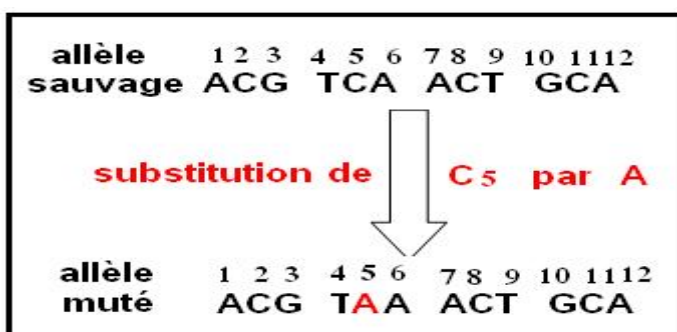 allèle 1 2 3 4 5 6 7 8 9 10 11 12
sauvage ACG TCA ACT GCA
substitution de C5 par A
allèle 1 2 3 4 5 6 7 8 9 10 11 12
muté ACG TAA ACT GCA